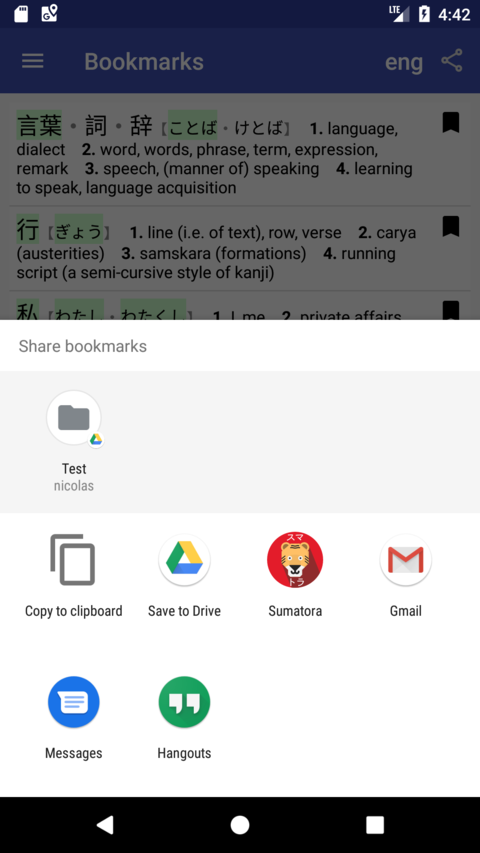 LTE 4:42
Bookmarks eng
言葉・詞・辞【ことば・けとば】 1. language,
dialect 2. word, words, phrase, term, expression,
remark 3. speech, (manner of) speaking 4. learning
to speak, language acquisition
行【ぎょう】 1. line (i.e. of text), row, verse 2. carya
(austerities) 3. samskara (formations) 4. running
script (a semi-cursive style of kanji)
私【わたし・わたくし】 1. I, me 2. private affairs
Share bookmarks
Test
nicolas
スマ
トラ
Copy to clipboard Save to Drive Sumatora Gmail
Messages Hangouts